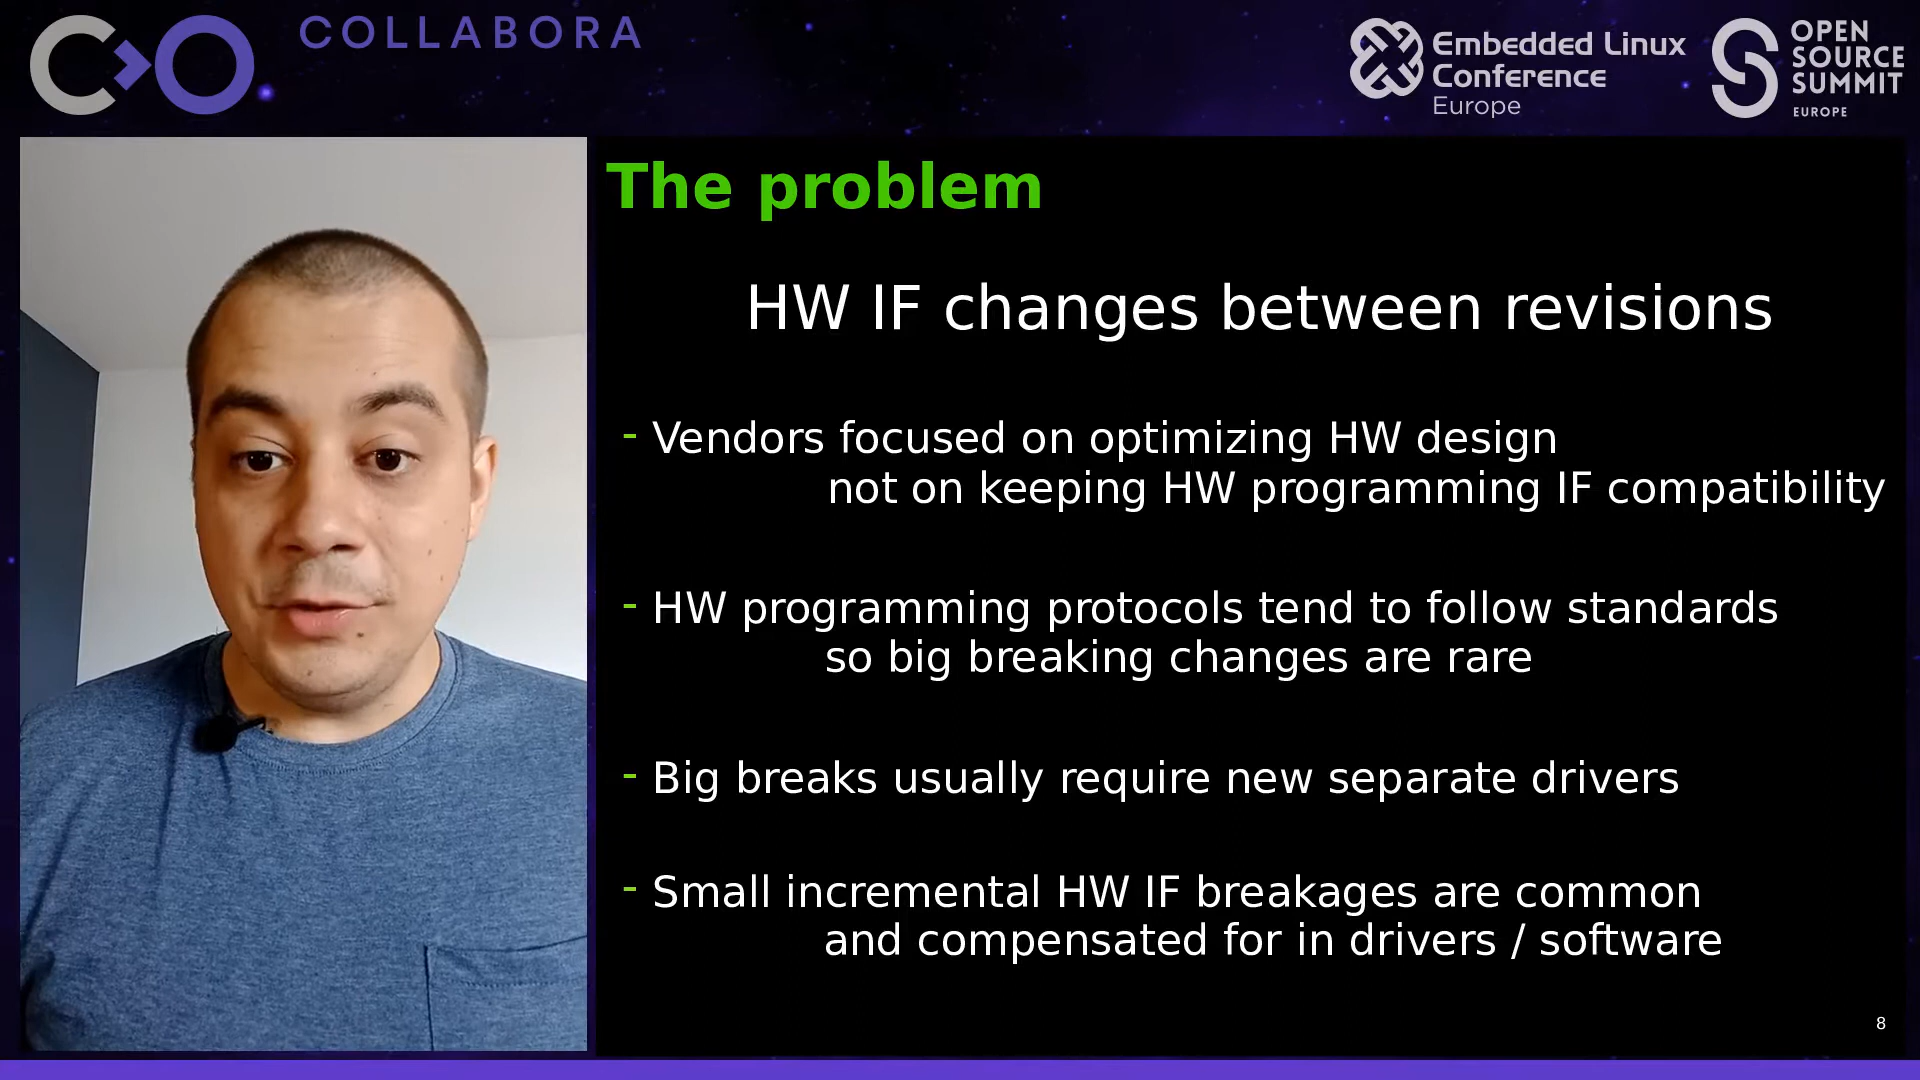 COLLABORA
Embedded Linux
Conference
Europe
OPEN
SOURCE
SUMMIT
EUROPE
The problem
HW IF changes between revisions
- Vendors focused on optimizing HW design
not on keeping HW programming IF compatibility
- HW programming protocols tend to follow standards
so big breaking changes are rare
- Big breaks usually require new separate drivers
- Small incremental HW IF breakages are common
and compensated for in drivers / software
8